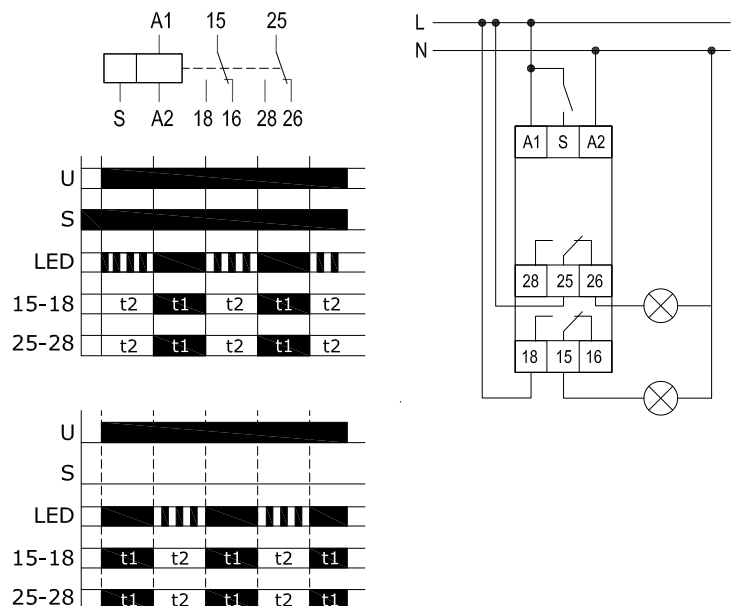 A1 15 25
S A2 18 16 28 26
U
S
LED
15-18 t2 t1 t2 t1 t2
25-28 t2 t1 t2 t1 t2
U
S
LED
15-18 t1 t2 t1 t2 t1
25-28 t1 t2 t1 t2 t1
L
N
A1 S A2
28 25 26
18 15 16